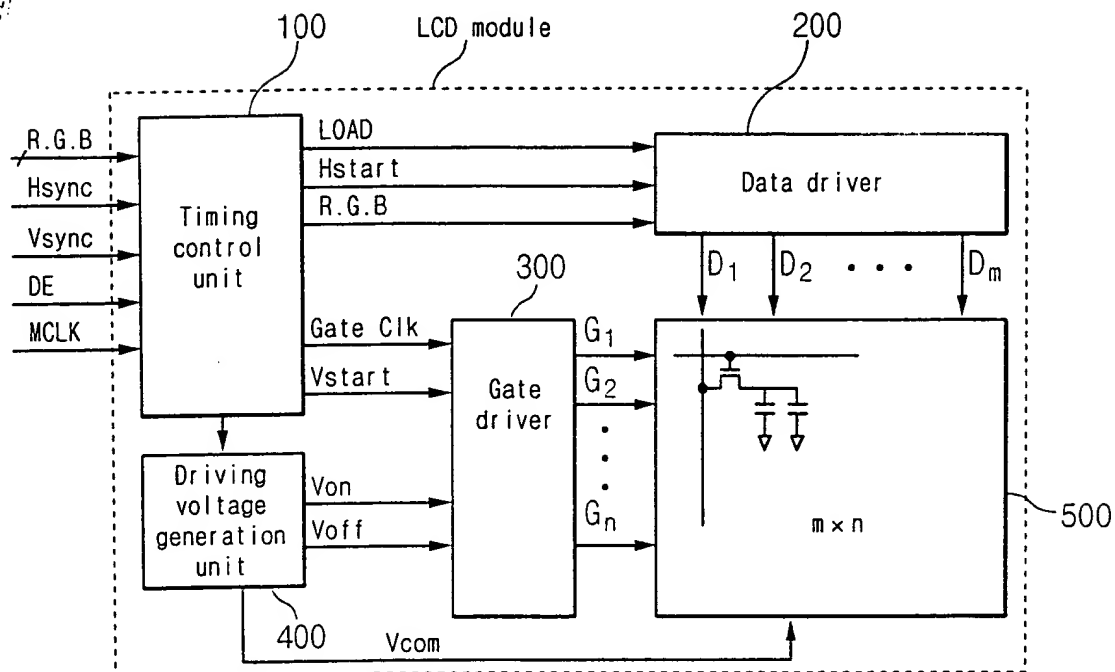 LCD module
100
200
R.G.B
Hsync
Vsync
DE
MCLK
Timing
control
unit
LOAD
Hstart
R.G.B
Data driver
D1 D2 • • • Dm
300
Gate Clk
Vstart
Gate
driver
G1
G2
•
•
•
Gn
Driving
voltage
generation
unit
Von
Voff
400
Vcom
m×n
500